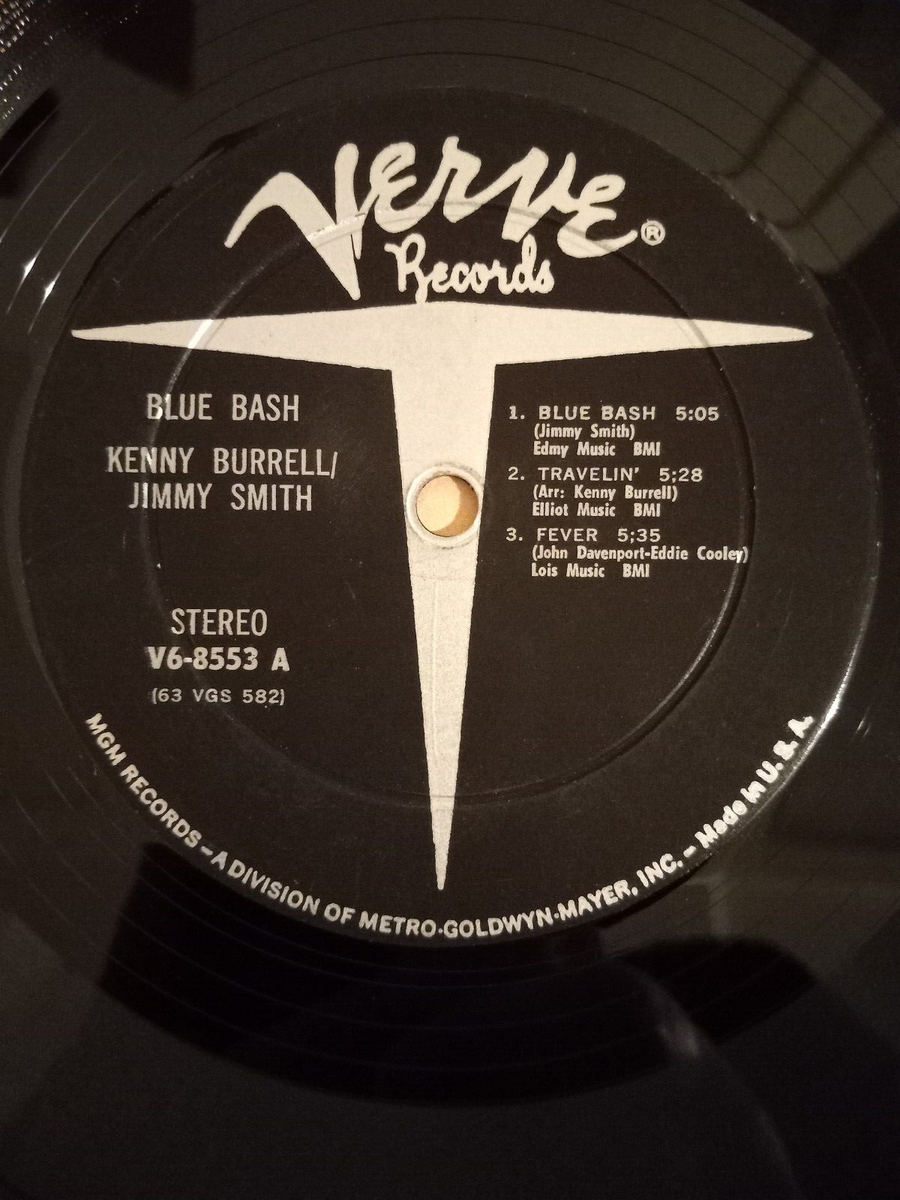 Verve ®
Records
BLUE BASH
KENNY BURRELL/
JIMMY SMITH
STEREO
V6-8553 A
(63 VGS 582)
1. BLUE BASH 5:05
(Jimmy Smith)
Edmy Music BMI
2. TRAVELIN' 5;28
(Arr: Kenny Burrell)
Elliot Music BMI
3. FEVER 5;35
(John Davenport-Eddie Cooley)
Lois Music BMI
MGM RECORDS – A DIVISION OF METRO-GOLDWYN-MAYER, INC. – Made in U. S. A.